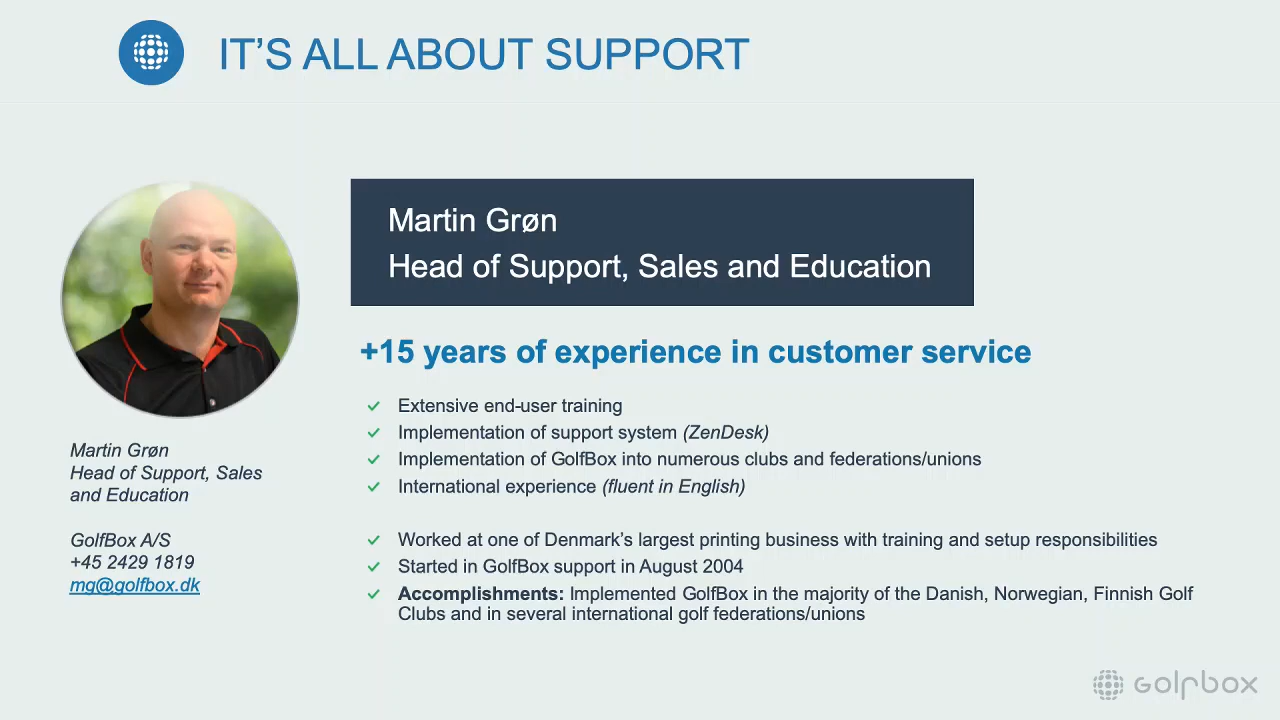 IT'S ALL ABOUT SUPPORT
Martin Grøn
Head of Support, Sales and Education
+15 years of experience in customer service
Extensive end-user training
Implementation of support system (ZenDesk)
Implementation of GolfBox into numerous clubs and federations/unions
International experience (fluent in English)
Worked at one of Denmark's largest printing business with training and setup responsibilities
Started in GolfBox support in August 2004
Accomplishments: Implemented GolfBox in the majority of the Danish, Norwegian, Finnish Golf
Clubs and in several international golf federations/unions
Martin Grøn
Head of Support, Sales
and Education
GolfBox A/S
+45 2429 1819
mg@golfbox.dk
GOLFBOX